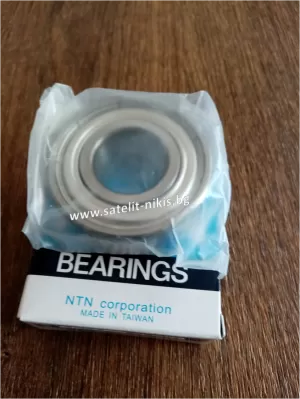 www.satelit-nikis.bg
BEARINGS
NTN corporation
MADE IN TAIWAN